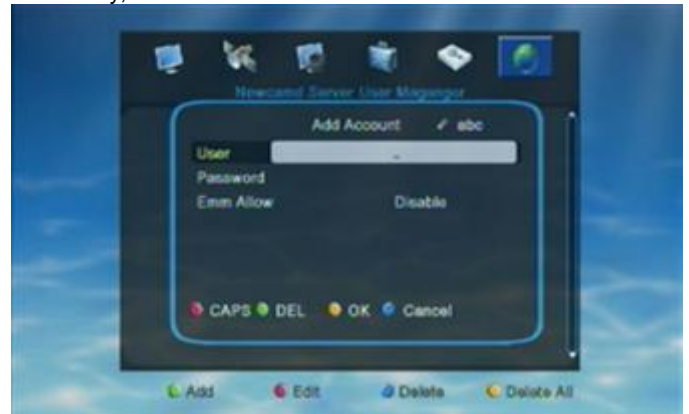 Newcamd Server User Magangor
Add Account abc
User _
Password
Emm Allow Disable
CAPS DEL OK Cancel
Add Edit Delete Delete All